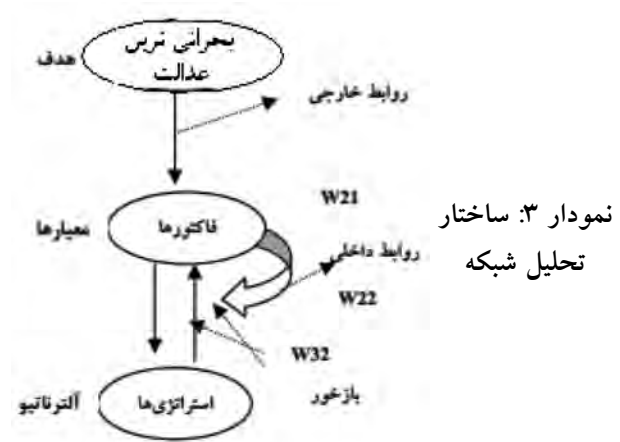 بحرانی ترین
عدالت
هدف
روابط خارجی
W21
فاکتورها
معیارها
روابط داخلی
W22
W32
بازخور
استراتژی‌ها
آلترناتیو
نمودار ۳: ساختار
تحلیل شبکه